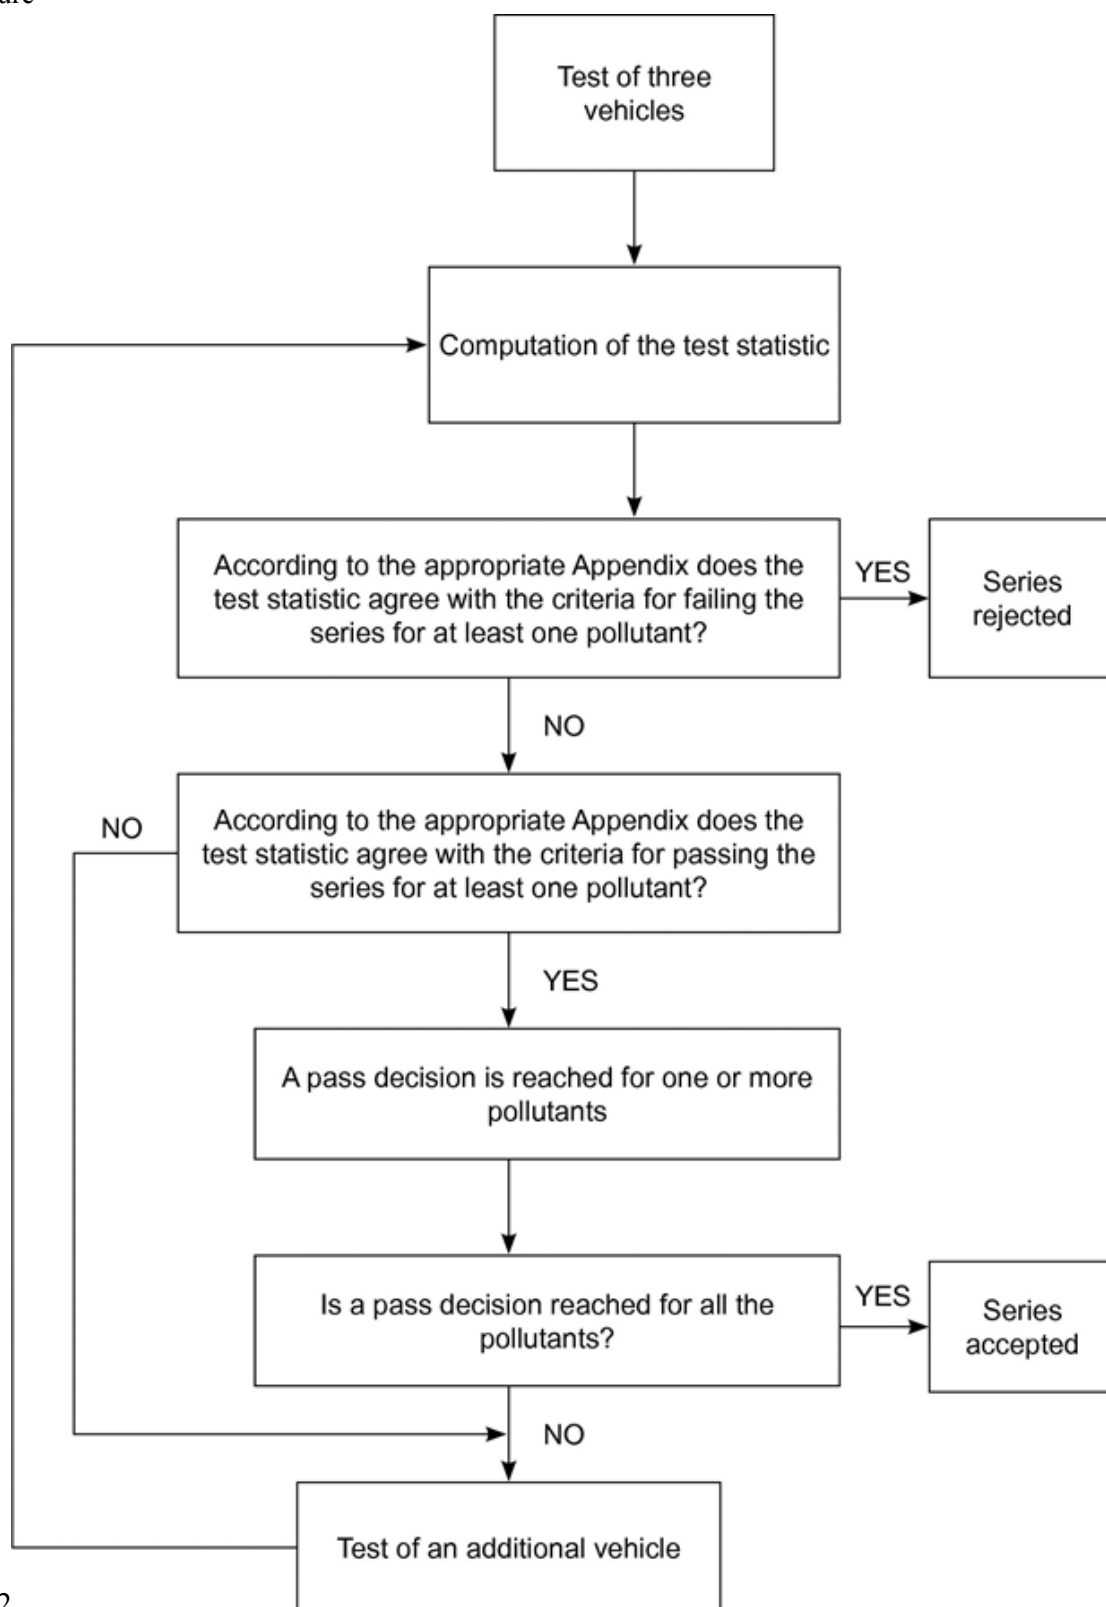 Test of three
vehicles
Computation of the test statistic
According to the appropriate Appendix does the
test statistic agree with the criteria for failing the
series for at least one pollutant?
YES
Series
rejected
NO
NO
According to the appropriate Appendix does the
test statistic agree with the criteria for passing the
series for at least one pollutant?
YES
A pass decision is reached for one or more
pollutants
Is a pass decision reached for all the
pollutants?
YES
Series
accepted
NO
Test of an additional vehicle